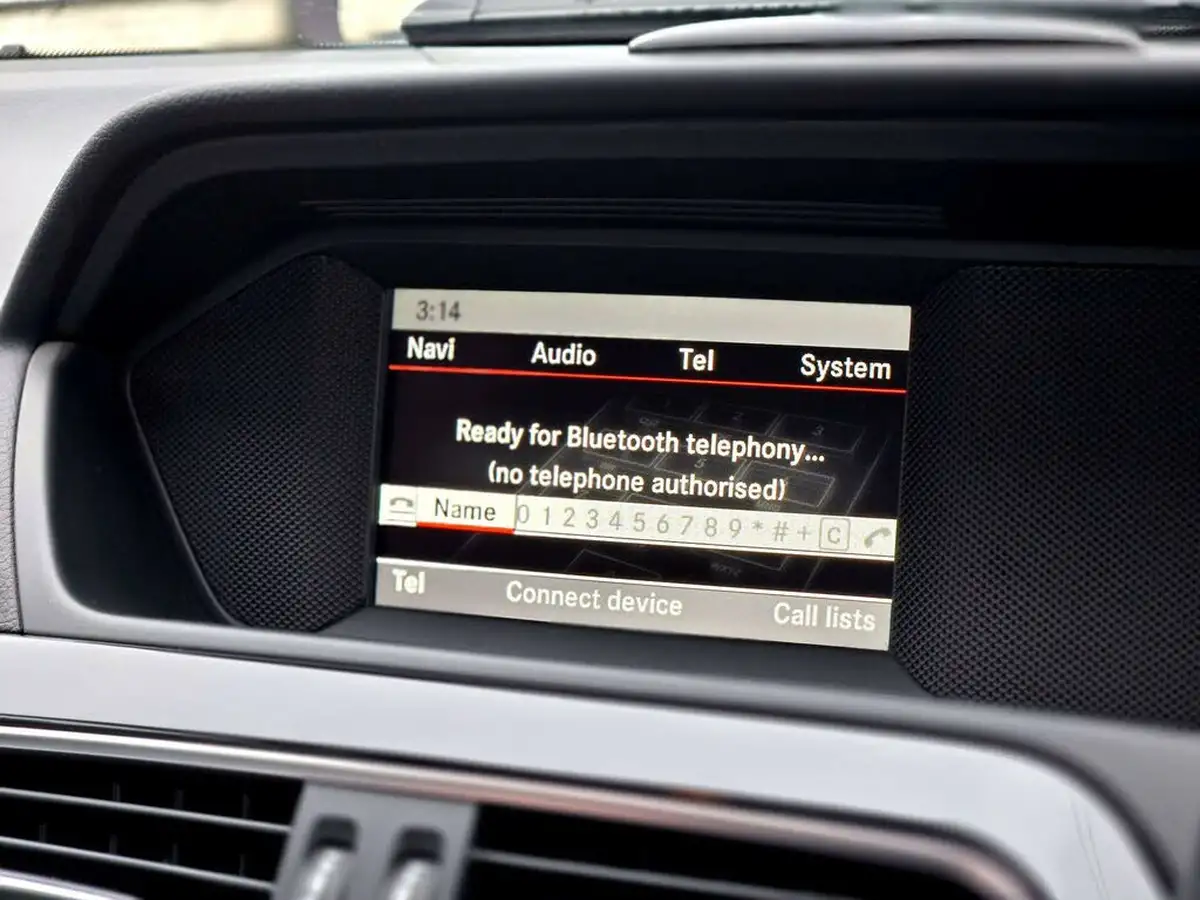 3:14
Navi Audio Tel System
Ready for Bluetooth telephony...
(no telephone authorised)
Name 0 1 2 3 4 5 6 7 8 9 * # + C
Tel Connect device Call lists